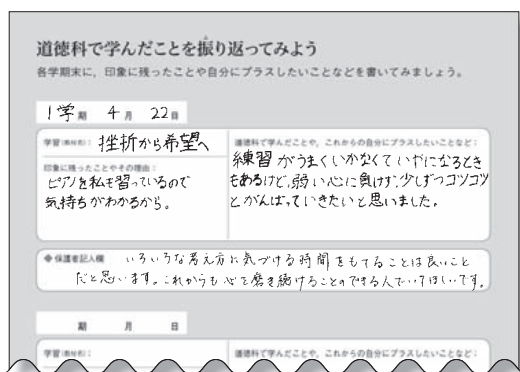 道徳科で学んだことを振り返ってみよう
各学期末に、印象に残ったことや自分にプラスしたいことなどを書いてみましょう。
1学期 4月 22日
学習(教材名): 挫折から希望へ
印象に残ったことやその理由:
ピアノを私も習っているので
気持ちがわかるから。
道徳科で学んだことや、これからの自分にプラスしたいことなど:
練習がうまくいかなくていやになるとき
もあるけど、弱い心に負けず、少しずつコツコツ
とがんばっていきたいと思いました。
◆保護者記入欄 いろいろな考え方に気づける時間をもてることは良いこと
だと思います。これからも心を磨き続けることのできる人でいてほしいです。
期 月 日
学習(教材名):
道徳科で学んだことや、これからの自分にプラスしたいことなど: